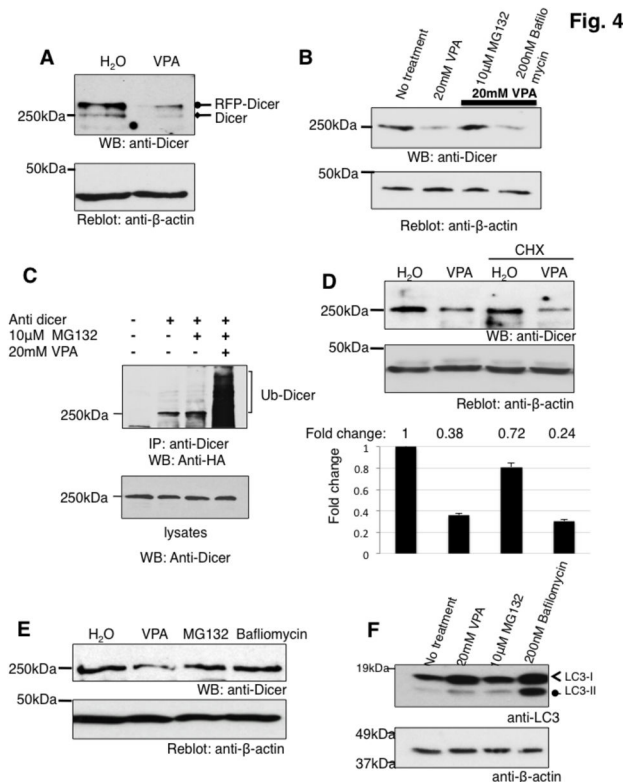 Fig. 4
A
H2O VPA
RFP-Dicer
250kDa Dicer
WB: anti-Dicer
50kDa
Reblot: anti-β-actin
B
No treatment
20mM VPA
10µM MG132
200nM Bafilo
mycin
20mM VPA
250kDa
WB: anti-Dicer
50kDa
Reblot: anti-β-actin
C
Anti dicer - + + +
10µM MG132 - - + +
20mM VPA - - - +
Ub-Dicer
250kDa
IP: anti-Dicer
WB: Anti-HA
250kDa
lysates
WB: Anti-Dicer
D
CHX
H2O VPA H2O VPA
250kDa
WB: anti-Dicer
50kDa
Reblot: anti-β-actin
Fold change: 1 0.38 0.72 0.24
Fold change
1
0.8
0.6
0.4
0.2
0
E
H2O VPA MG132 Bafliomycin
250kDa
WB: anti-Dicer
50kDa
Reblot: anti-β-actin
F
No treatment
20mM VPA
10µM MG132
200nM Bafilomycin
19kDa
LC3-I
LC3-II
anti-LC3
49kDa
37kDa
anti-β-actin